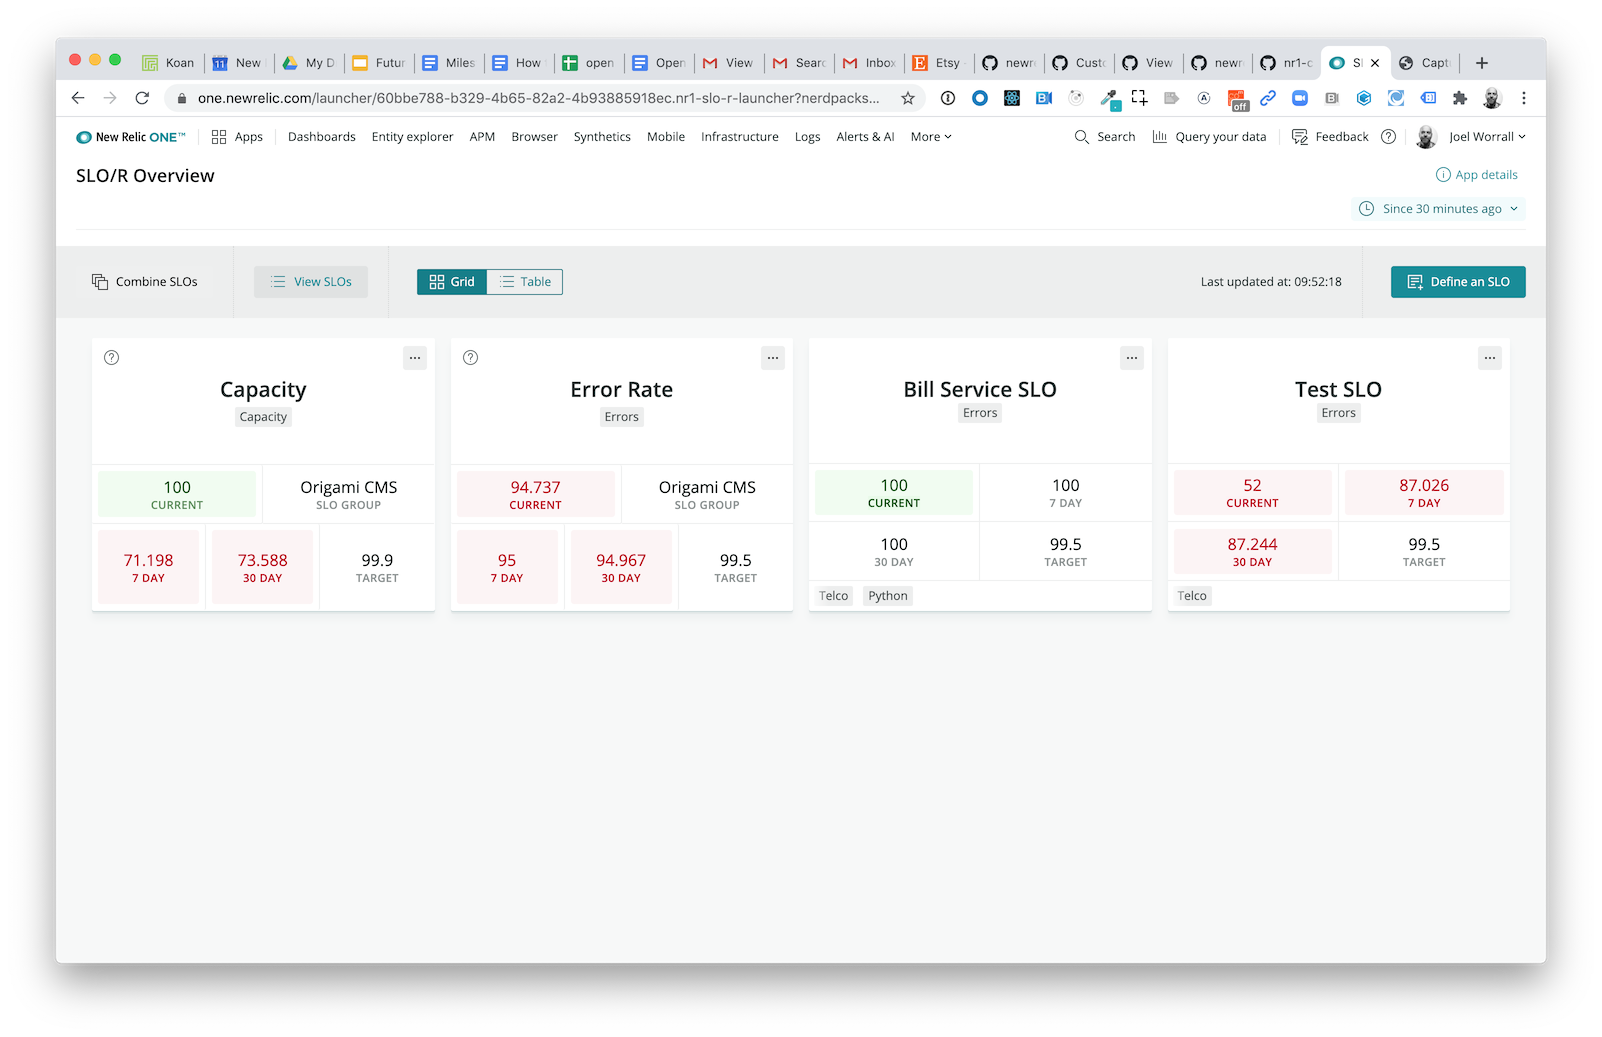 Koan
New
My D
Futur
Miles
How
open
Open
View
Searc
Inbox
Etsy
newr
Custo
View
newr
nr1-c
Sl
Capt
one.newrelic.com/launcher/60bbe788-b329-4b65-82a2-4b93885918ec.nr1-slo-r-launcher?nerdpacks...
off
New Relic ONE™
Apps
Dashboards
Entity explorer
APM
Browser
Synthetics
Mobile
Infrastructure
Logs
Alerts & AI
More
Search
Query your data
Feedback
Joel Worrall
SLO/R Overview
App details
Since 30 minutes ago
Combine SLOs
View SLOs
Grid
Table
Last updated at: 09:52:18
Define an SLO
Capacity
Capacity
100
CURRENT
Origami CMS
SLO GROUP
71.198
7 DAY
73.588
30 DAY
99.9
TARGET
Error Rate
Errors
94.737
CURRENT
Origami CMS
SLO GROUP
95
7 DAY
94.967
30 DAY
99.5
TARGET
Bill Service SLO
Errors
100
CURRENT
100
7 DAY
100
30 DAY
99.5
TARGET
Telco
Python
Test SLO
Errors
52
CURRENT
87.026
7 DAY
87.244
30 DAY
99.5
TARGET
Telco